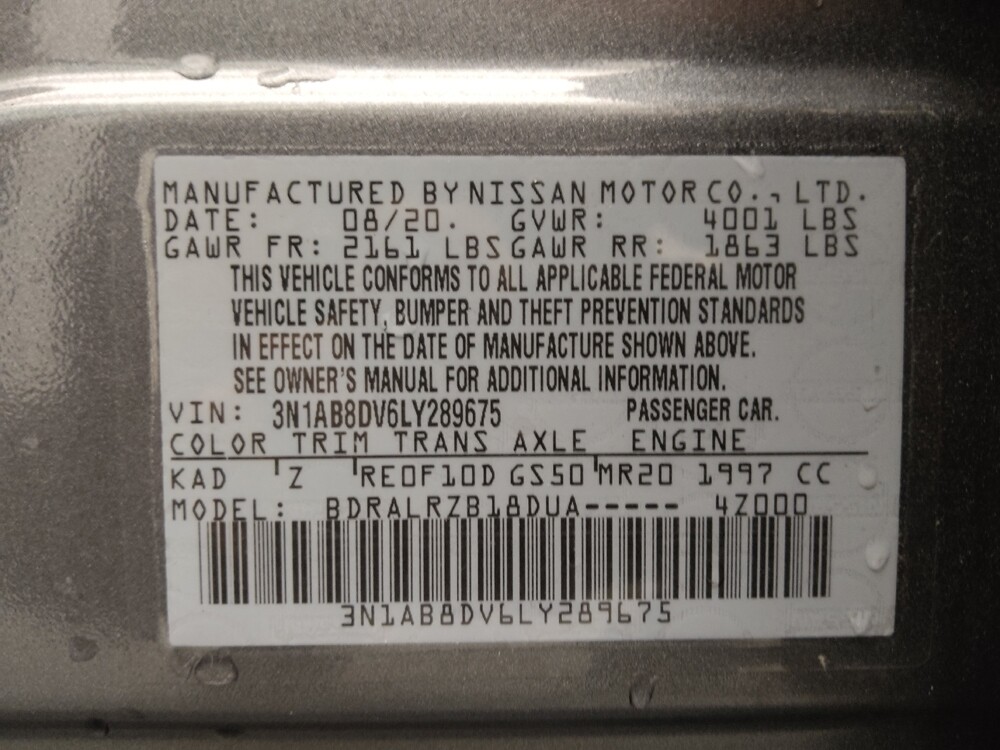 MANUFACTURED BY NISSAN MOTOR CO., LTD.
DATE: 08/20. GVWR: 4001 LBS
GAWR FR: 2161 LBS GAWR RR: 1863 LBS
THIS VEHICLE CONFORMS TO ALL APPLICABLE FEDERAL MOTOR
VEHICLE SAFETY, BUMPER AND THEFT PREVENTION STANDARDS
IN EFFECT ON THE DATE OF MANUFACTURE SHOWN ABOVE.
SEE OWNER'S MANUAL FOR ADDITIONAL INFORMATION.
VIN: 3N1AB8DV6LY289675 PASSENGER CAR.
COLOR TRIM TRANS AXLE ENGINE
KAD Z RE0F10D GS50 MR20 1997 CC
MODEL: BDRALRZB18DUA----- 4Z000
3N1AB8DV6LY289675